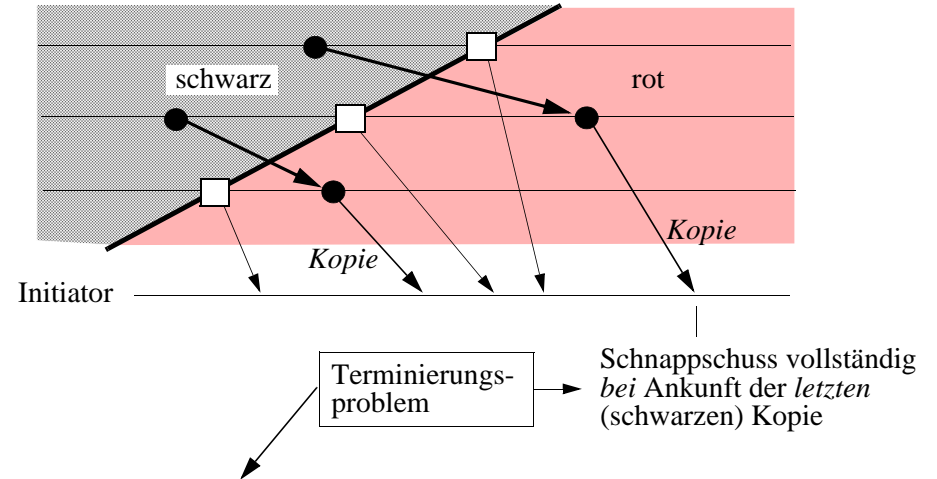 schwarz
rot
Kopie
Kopie
Initiator
Terminierungs-
problem
Schnappschuss vollständig
bei Ankunft der letzten
(schwarzen) Kopie